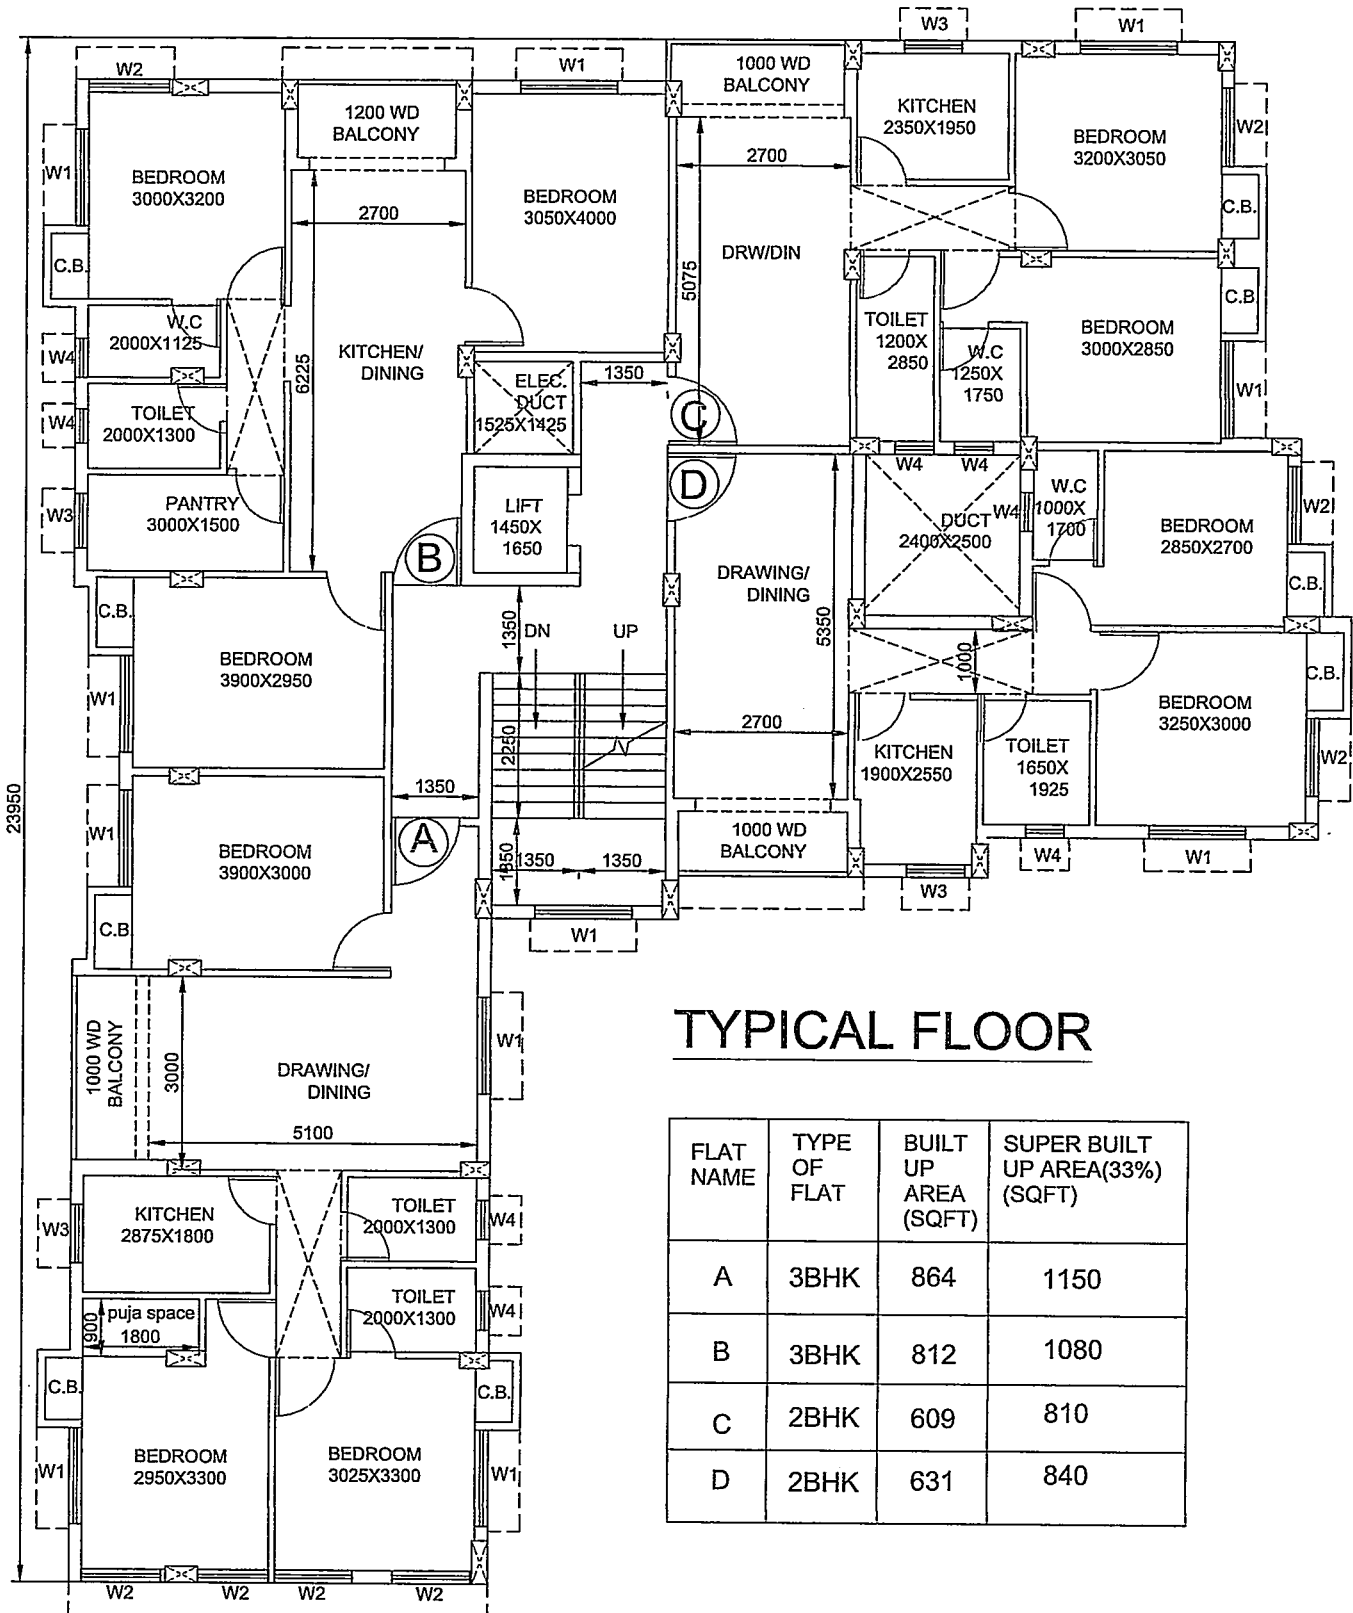 W3
W1
W2
W1
1000 WD
BALCONY
KITCHEN
2350X1950
BEDROOM
3200X3050
W2
1200 WD
BALCONY
BEDROOM
3000X3200
W1
BEDROOM
3050X4000
2700
2700
C.B.
DRW/DIN
5075
C.B.
C.B.
W.C
2000X1125
W4
KITCHEN/
DINING
6225
TOILET
1200X
2850
W.C
1250X
1750
BEDROOM
3000X2850
W1
ELEC.
DUCT
1525X1425
1350
C
TOILET
2000X1300
W4
W4
W4
D
PANTRY
3000X1500
W3
LIFT
1450X
1650
DUCT
2400X2500
W4
W.C
1000X
1700
BEDROOM
2850X2700
W2
B
DRAWING/
DINING
5350
C.B.
C.B.
1350
DN
UP
BEDROOM
3900X2950
W1
1000
C.B.
BEDROOM
3250X3000
2700
2250
KITCHEN
1900X2550
TOILET
1650X
1925
W2
23950
1350
W1
A
1000 WD
BALCONY
BEDROOM
3900X3000
1350
1350
1350
W4
W1
W3
C.B.
W1
1000 WD
BALCONY
3000
DRAWING/
DINING
W1
5100
TYPICAL FLOOR
FLAT
NAME
TYPE
OF
FLAT
BUILT
UP
AREA
(SQFT)
SUPER BUILT
UP AREA(33%)
(SQFT)
A 3BHK 864 1150
B 3BHK 812 1080
C 2BHK 609 810
D 2BHK 631 840
W3
KITCHEN
2875X1800
TOILET
2000X1300
W4
900
puja space
1800
TOILET
2000X1300
W4
C.B.
C.B.
BEDROOM
2950X3300
BEDROOM
3025X3300
W1
W1
W2
W2
W2
W2